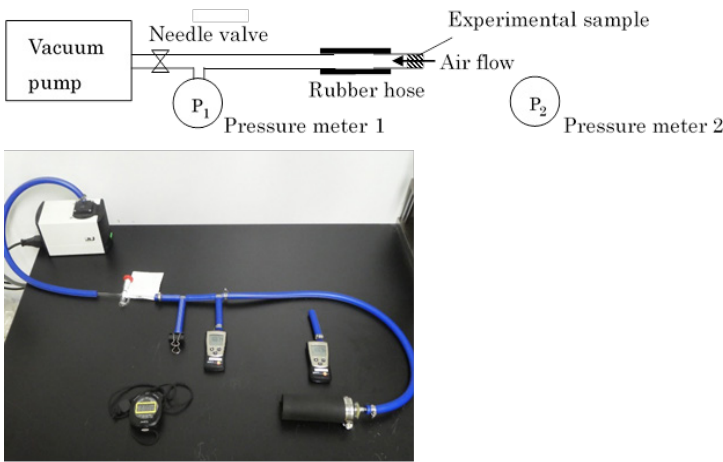 Vacuum
pump
Needle valve
Experimental sample
Air flow
Rubber hose
P1
Pressure meter 1
P2
Pressure meter 2